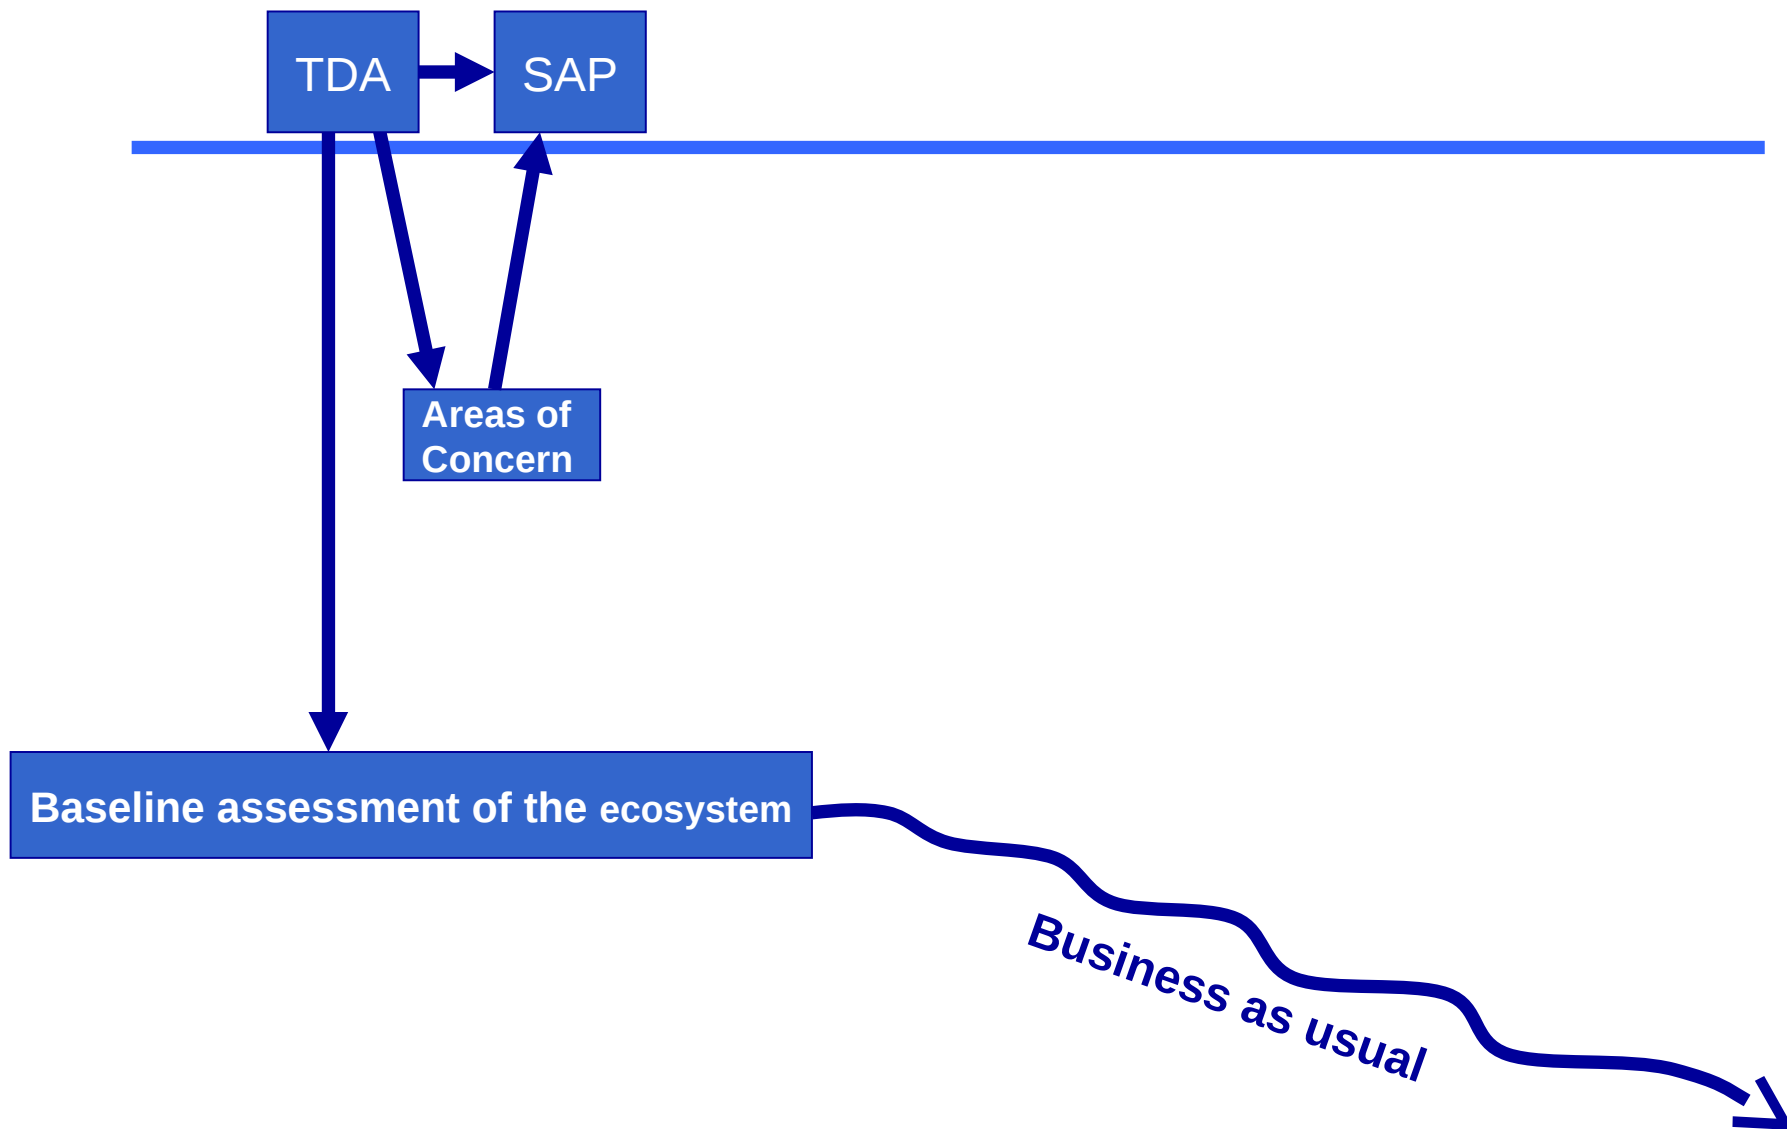 TDA
SAP
Areas of
Concern
Baseline assessment of the ecosystem
Business as usual